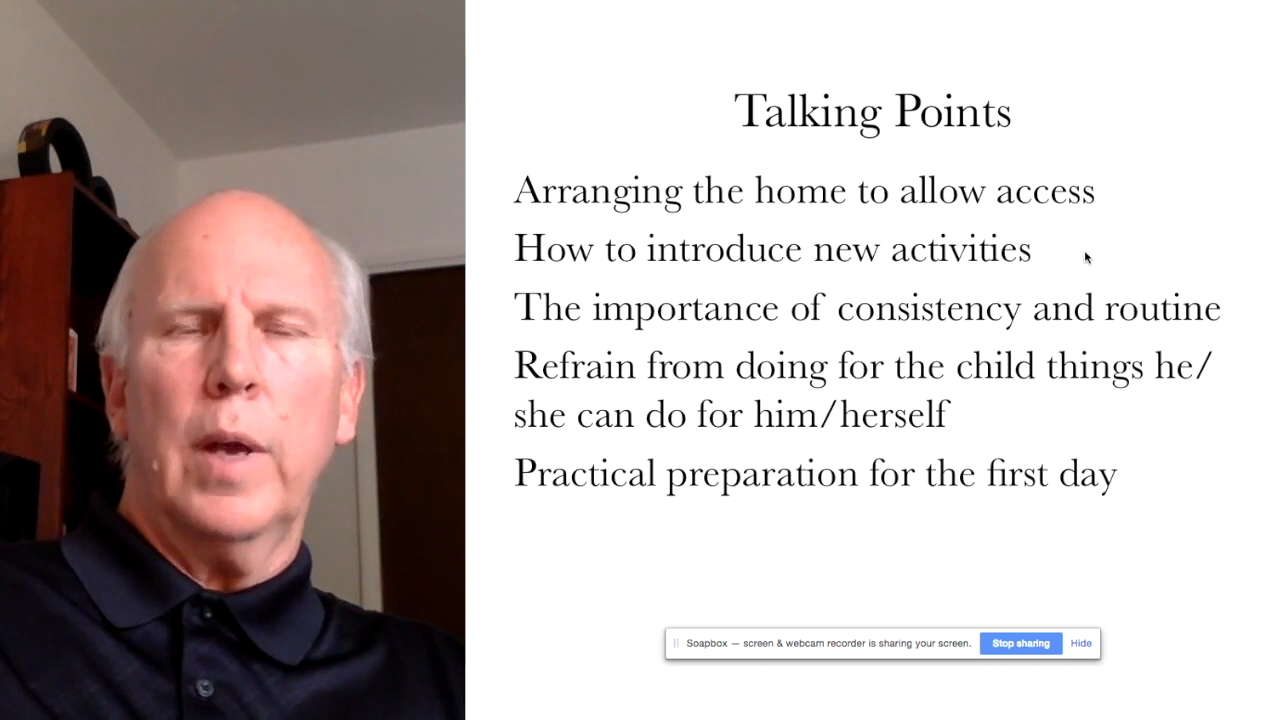 Talking Points
Arranging the home to allow access
How to introduce new activities
The importance of consistency and routine
Refrain from doing for the child things he/
she can do for him/herself
Practical preparation for the first day
Soapbox — screen & webcam recorder is sharing your screen. Stop sharing Hide